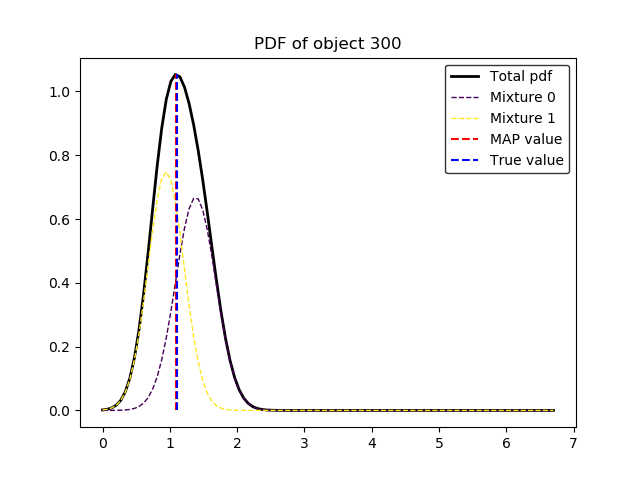 PDF of object 300
Total pdf
Mixture 0
Mixture 1
MAP value
True value
1.0
0.8
0.6
0.4
0.2
0.0
0 1 2 3 4 5 6 7